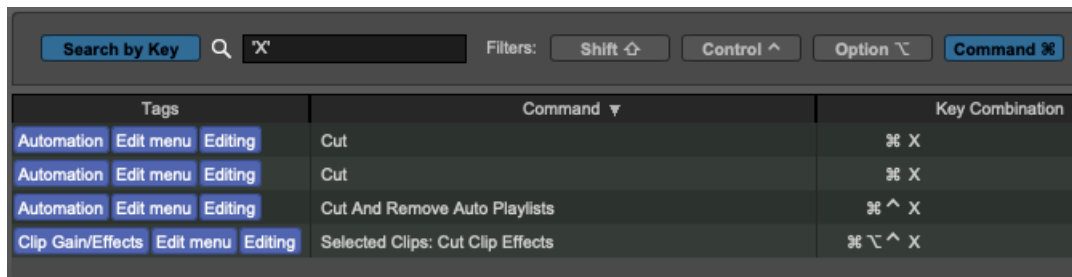 Search by Key 'X' Filters: Shift ⇧ Control ^ Option ⌥ Command ⌘
Tags Command ▼ Key Combination
Automation Edit menu Editing Cut ⌘ X
Automation Edit menu Editing Cut ⌘ X
Automation Edit menu Editing Cut And Remove Auto Playlists ⌘ ^ X
Clip Gain/Effects Edit menu Editing Selected Clips: Cut Clip Effects ⌘ ⌥ ^ X